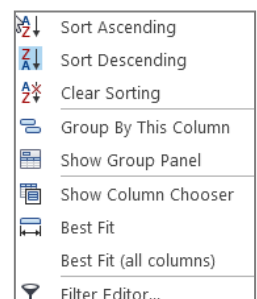 Sort Ascending
Sort Descending
Clear Sorting
Group By This Column
Show Group Panel
Show Column Chooser
Best Fit
Best Fit (all columns)
Filter Editor...